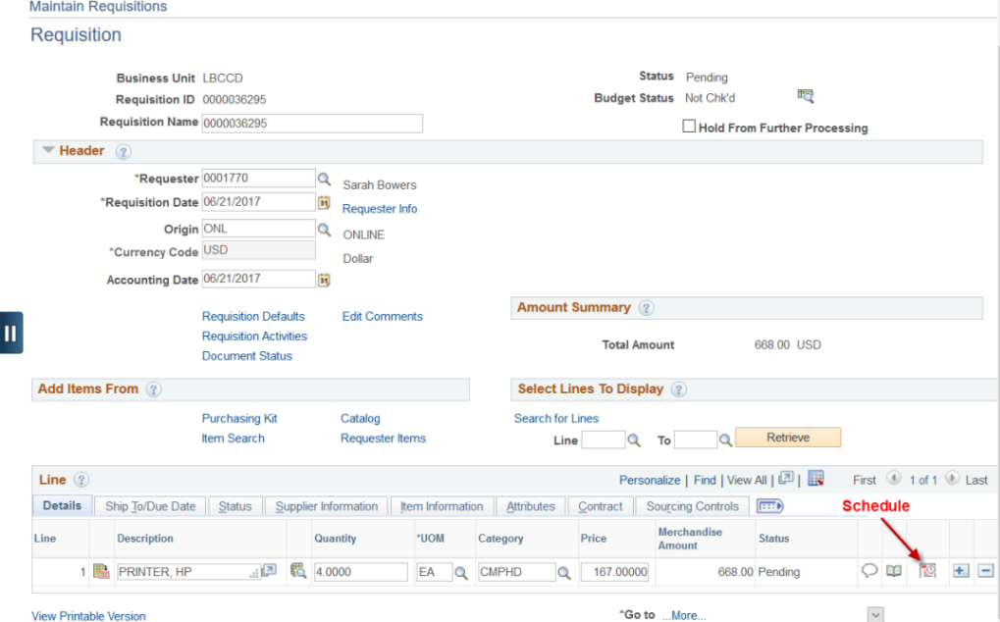 Maintain Requisitions
Requisition
Business Unit LBCCD Status Pending
Requisition ID 0000036295 Budget Status Not Chk'd
Requisition Name 0000036295
Hold From Further Processing
Header ?
*Requester 0001770 Sarah Bowers
*Requisition Date 06/21/2017 Requester Info
Origin ONL ONLINE
*Currency Code USD Dollar
Accounting Date 06/21/2017
Requisition Defaults Edit Comments
Requisition Activities
Document Status
Amount Summary ?
Total Amount 668.00 USD
Add Items From ? Select Lines To Display ?
Purchasing Kit Catalog Search for Lines
Item Search Requester Items Line To Retrieve
Line ? Personalize | Find | View All | | First 1 of 1 Last
Details Ship To/Due Date Status Supplier Information Item Information Attributes Contract Sourcing Controls Schedule
Line Description Quantity *UOM Category Price Merchandise Amount Status
1 PRINTER, HP 4.0000 EA CMPHD 167.00000 668.00 Pending
View Printable Version *Go to ...More...